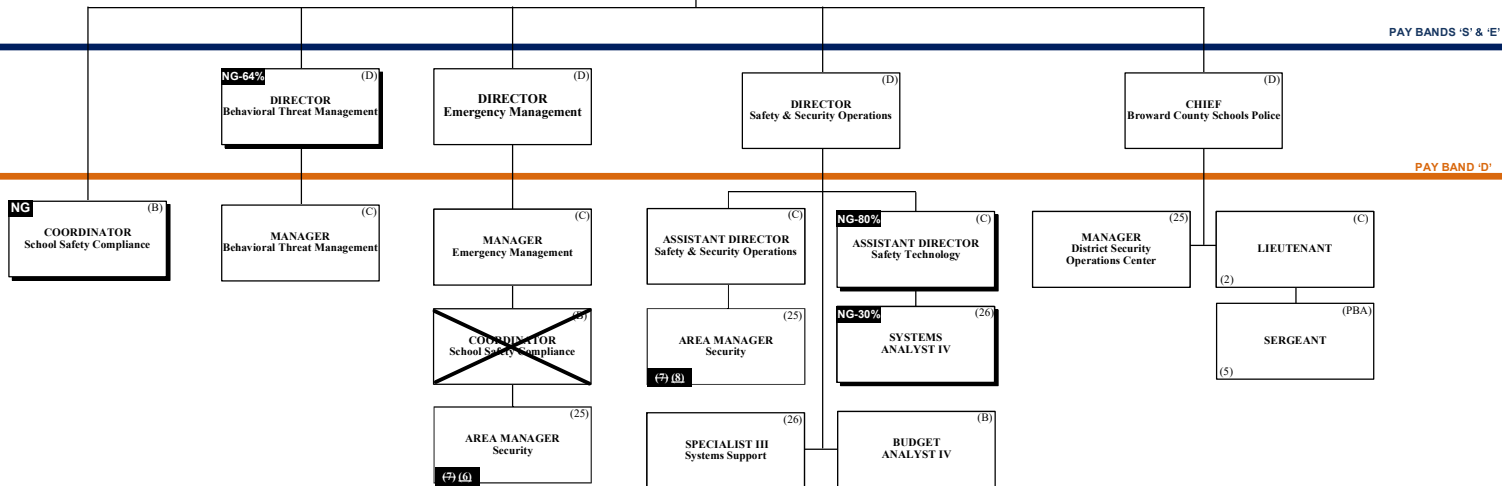 PAY BANDS ‘S’ & ‘E’
NG-64%
(D)
DIRECTOR
Behavioral Threat Management
(D)
DIRECTOR
Emergency Management
(D)
DIRECTOR
Safety & Security Operations
(D)
CHIEF
Broward County Schools Police
PAY BAND ‘D’
NG
(B)
COORDINATOR
School Safety Compliance
(C)
MANAGER
Behavioral Threat Management
(C)
MANAGER
Emergency Management
(C)
ASSISTANT DIRECTOR
Safety & Security Operations
NG-80%
(C)
ASSISTANT DIRECTOR
Safety Technology
(25)
MANAGER
District Security
Operations Center
(C)
LIEUTENANT
(2)
(B)
COORDINATOR
School Safety Compliance
(25)
AREA MANAGER
Security
(7) (8)
NG-30%
(26)
SYSTEMS
ANALYST IV
(PBA)
SERGEANT
(5)
(25)
AREA MANAGER
Security
(7) (6)
(26)
SPECIALIST III
Systems Support
(B)
BUDGET
ANALYST IV